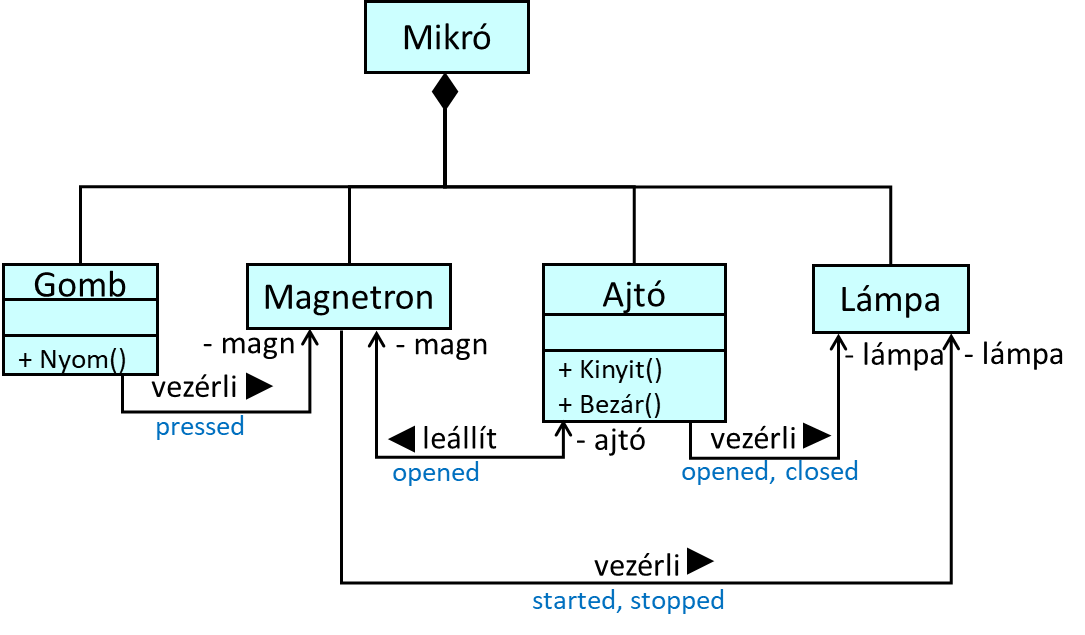 Mikró
Gomb
+ Nyom()
Magnetron
Ajtó
+ Kinyit()
+ Bezár()
Lámpa
- magn
- magn
- lámpa
- lámpa
vezérli ▶
pressed
◀ leállít
- ajtó
opened
vezérli ▶
opened, closed
vezérli ▶
started, stopped